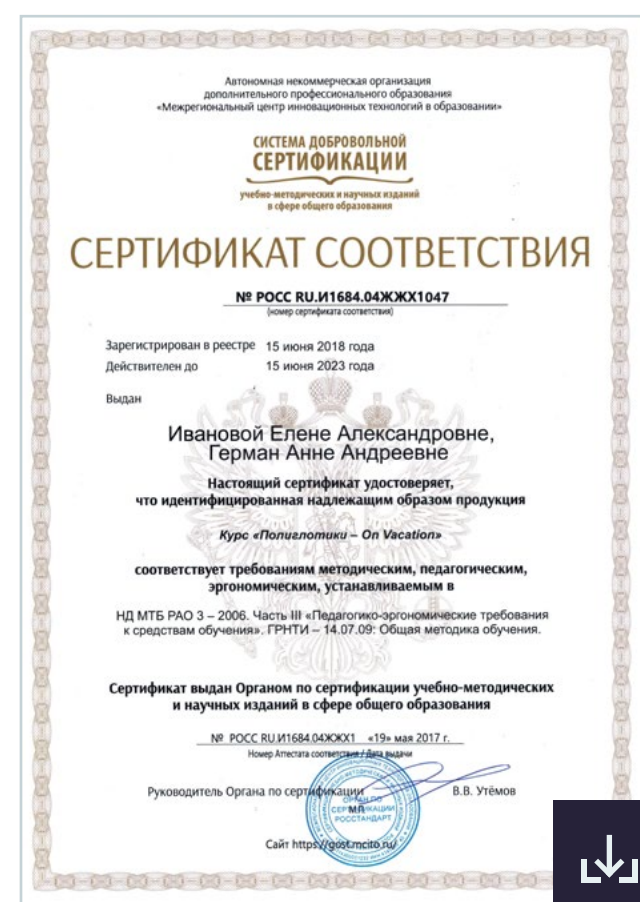 Автономная некоммерческая организация
дополнительного профессионального образования
«Межрегиональный центр инновационных технологий в образовании»
СИСТЕМА ДОБРОВОЛЬНОЙ
СЕРТИФИКАЦИИ
учебно-методических и научных изданий
в сфере общего образования
СЕРТИФИКАТ СООТВЕТСТВИЯ
№ РОСС RU.И1684.04ЖЖХ1047
(номер сертификата соответствия)
Зарегистрирован в реестре 15 июня 2018 года
Действителен до 15 июня 2023 года
Выдан
Ивановой Елене Александровне,
Герман Анне Андреевне
Настоящий сертификат удостоверяет,
что идентифицированная надлежащим образом продукция
Курс «Полиглотики – On Vacation»
соответствует требованиям методическим, педагогическим,
эргономическим, устанавливаемым в
НД МТБ РАО 3 – 2006. Часть III «Педагогико-эргономические требования
к средствам обучения». ГРНТИ – 14.07.09: Общая методика обучения.
Сертификат выдан Органом по сертификации учебно-методических
и научных изданий в сфере общего образования
№ РОСС RU.И1684.04ЖЖХ1 «19» мая 2017 г.
Номер Аттестата соответствия / Дата выдачи
Руководитель Органа по сертификации В.В. Утёмов
ОРГАН ПО
СЕРТИФИКАЦИИ
М.П.
РОССТАНДАРТ
Сайт https://gost.mcito.ru/